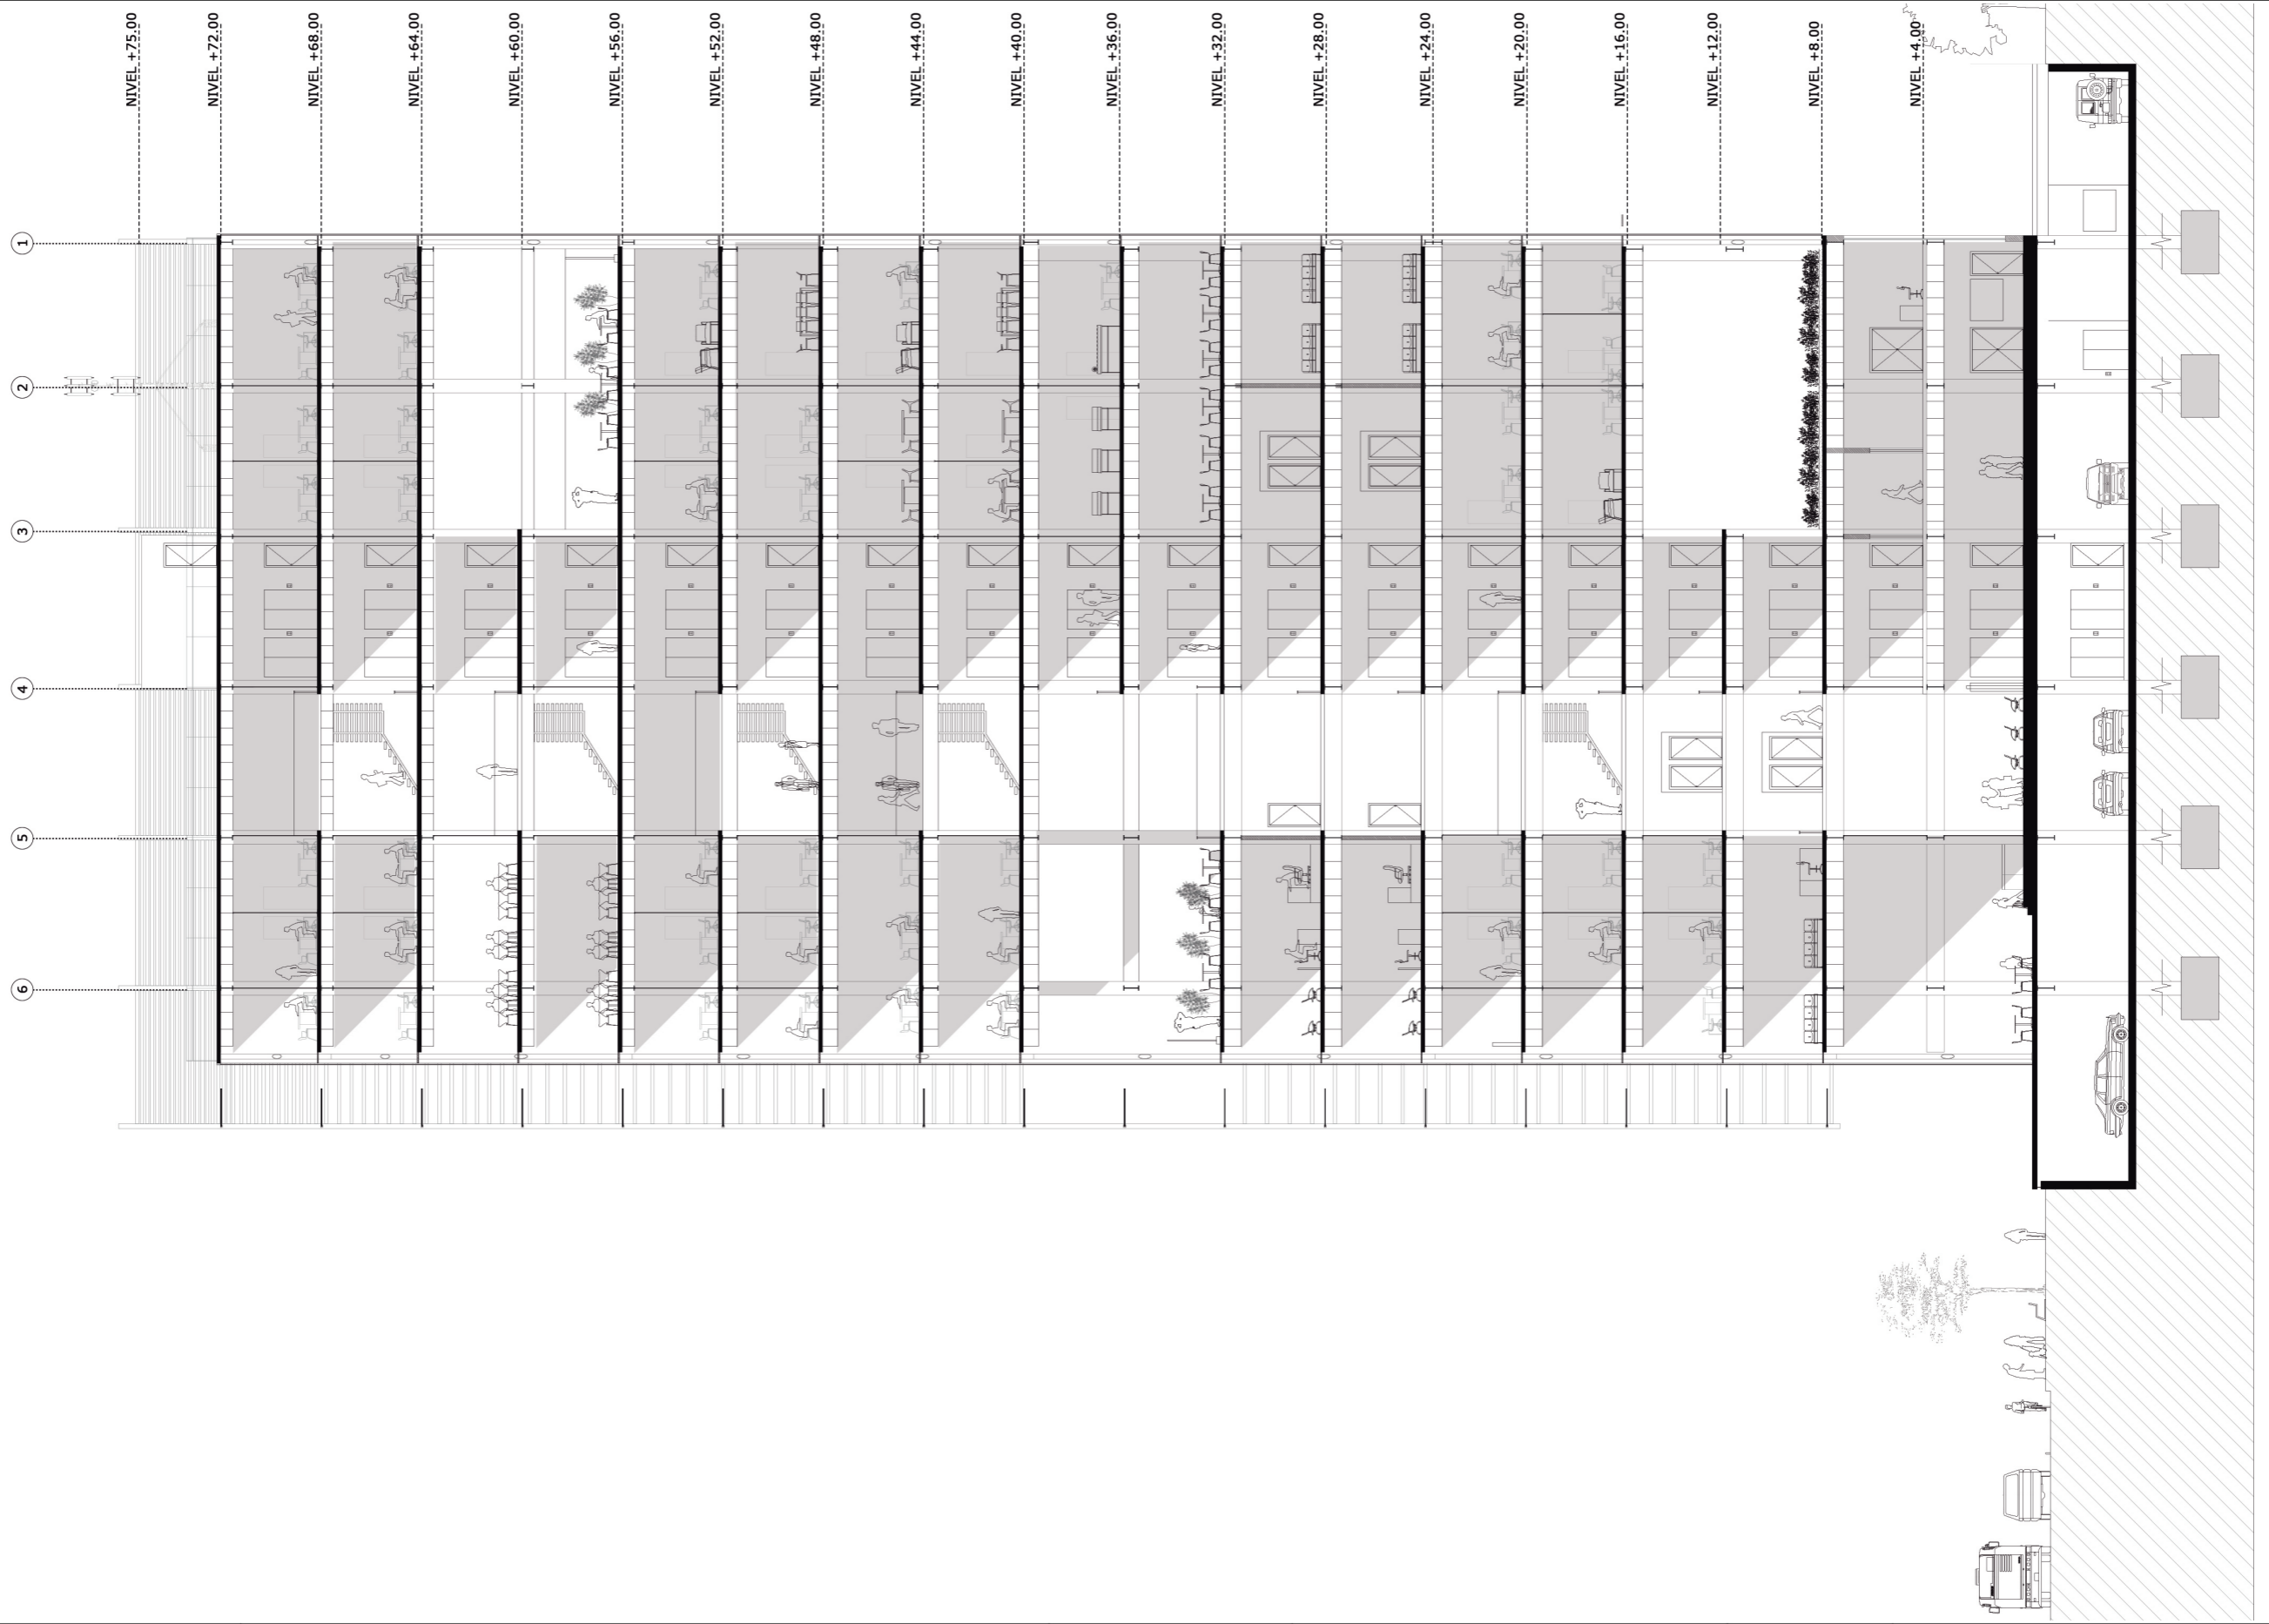 NIVEL +75.00
NIVEL +72.00
NIVEL +68.00
NIVEL +64.00
NIVEL +60.00
NIVEL +56.00
NIVEL +52.00
NIVEL +48.00
NIVEL +44.00
NIVEL +40.00
NIVEL +36.00
NIVEL +32.00
NIVEL +28.00
NIVEL +24.00
NIVEL +20.00
NIVEL +16.00
NIVEL +12.00
NIVEL +8.00
NIVEL +4.00
1
2
3
4
5
6